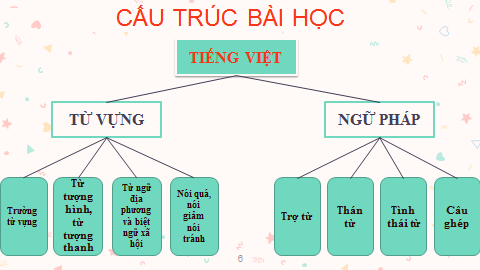 CẤU TRÚC BÀI HỌC
TIẾNG VIỆT
TỪ VỰNG
NGỮ PHÁP
Trường
từ vựng
Từ
tượng
hình,
từ
tượng
thanh
Từ ngữ
địa
phương
và biệt
ngữ xã
hội
Nói quá,
nói
giảm
nói
tránh
Trợ từ
Thán
từ
Tình
thái từ
Câu
ghép
6